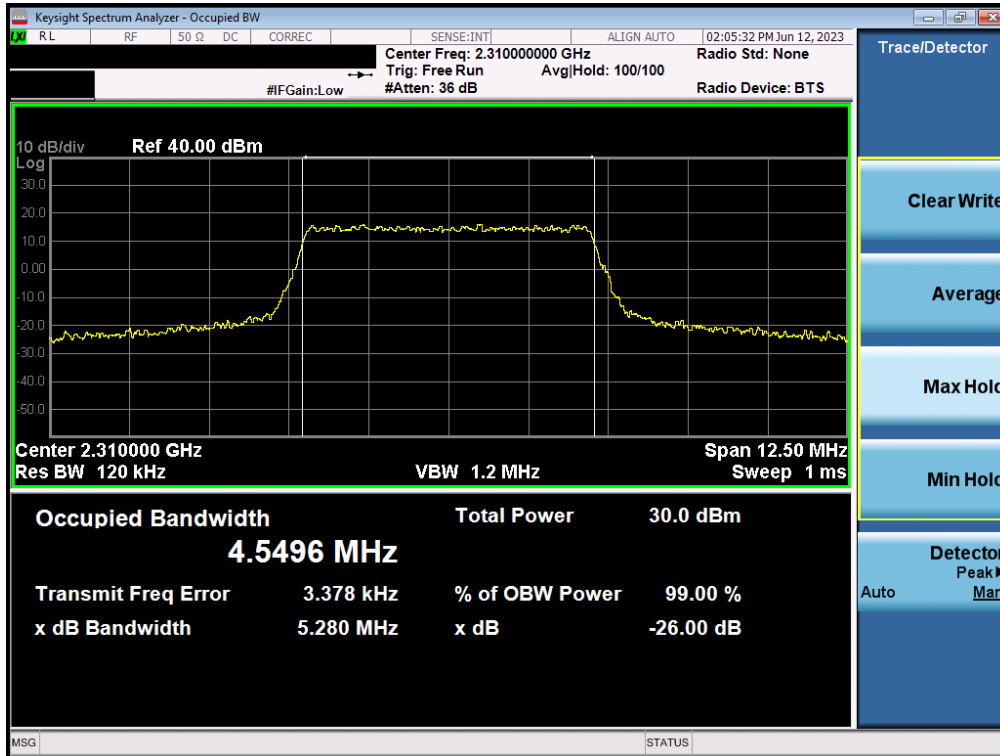 Keysight Spectrum Analyzer - Occupied BW
LXI RL RF 50 Ω DC CORREC SENSE:INT ALIGN AUTO 02:05:32 PM Jun 12, 2023
Center Freq: 2.310000000 GHz Radio Std: None
Trig: Free Run Avg|Hold: 100/100
#IFGain:Low #Atten: 36 dB Radio Device: BTS
Trace/Detector
10 dB/div Ref 40.00 dBm
Log
30.0
20.0
10.0
0.00
-10.0
-20.0
-30.0
-40.0
-50.0
Center 2.310000 GHz Span 12.50 MHz
Res BW 120 kHz VBW 1.2 MHz Sweep 1 ms
Occupied Bandwidth Total Power 30.0 dBm
4.5496 MHz
Transmit Freq Error 3.378 kHz % of OBW Power 99.00 %
x dB Bandwidth 5.280 MHz x dB -26.00 dB
Clear Write
Average
Max Hold
Min Hold
Detector
Peak
Auto Man
MSG STATUS